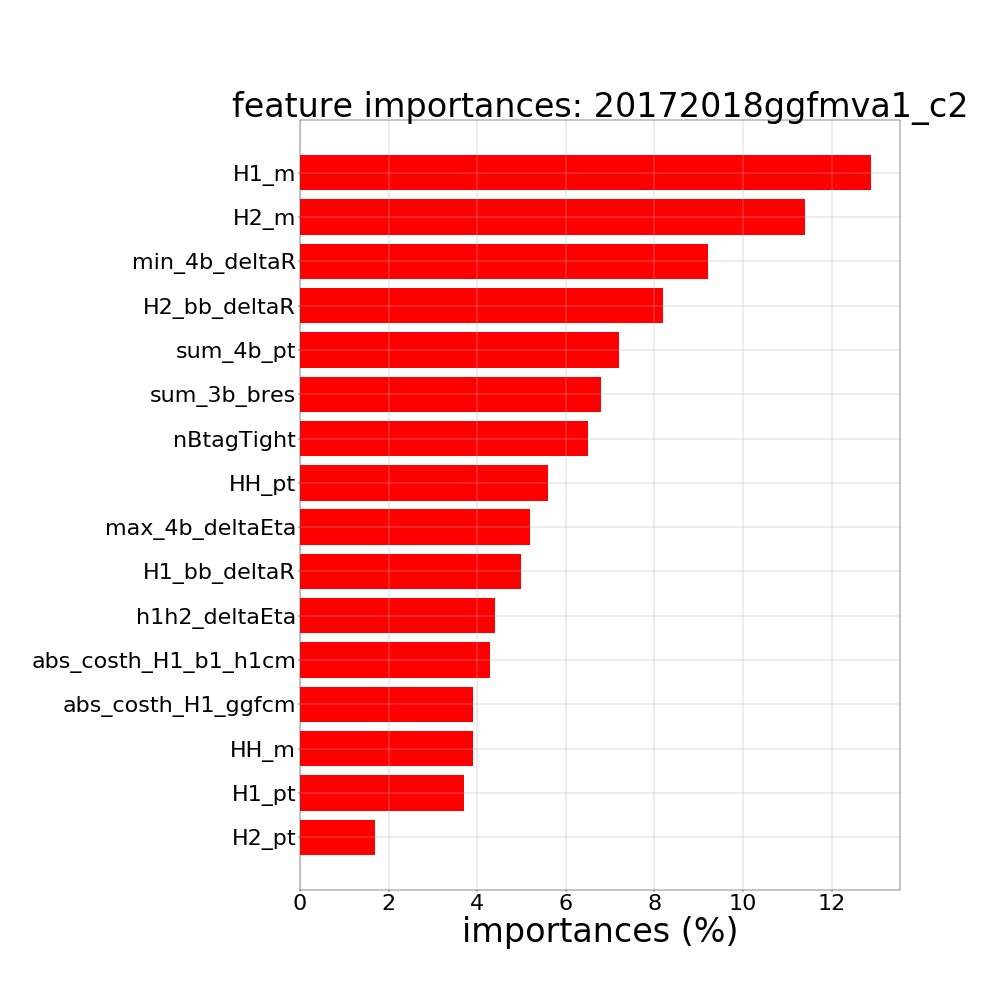 feature importances: 20172018ggfmva1_c2
H1_m
H2_m
min_4b_deltaR
H2_bb_deltaR
sum_4b_pt
sum_3b_bres
nBtagTight
HH_pt
max_4b_deltaEta
H1_bb_deltaR
h1h2_deltaEta
abs_costh_H1_b1_h1cm
abs_costh_H1_ggfcm
HH_m
H1_pt
H2_pt
0 2 4 6 8 10 12
importances (%)